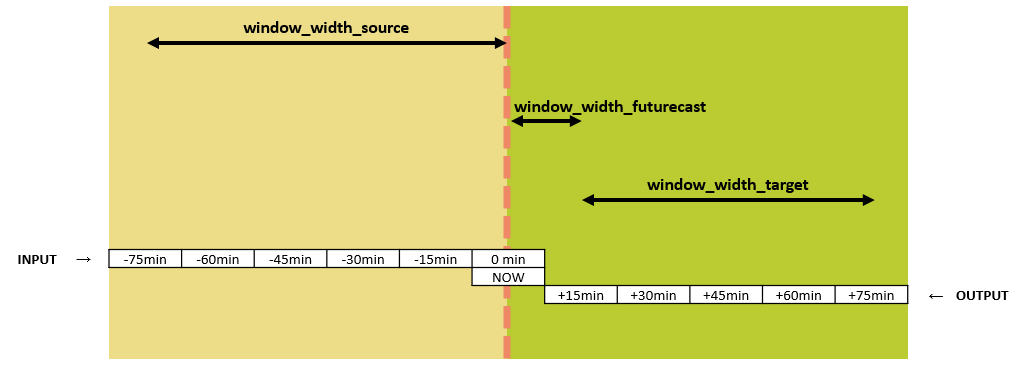 window_width_source
window_width_futurecast
window_width_target
INPUT → -75min -60min -45min -30min -15min 0 min
NOW
+15min +30min +45min +60min +75min ← OUTPUT